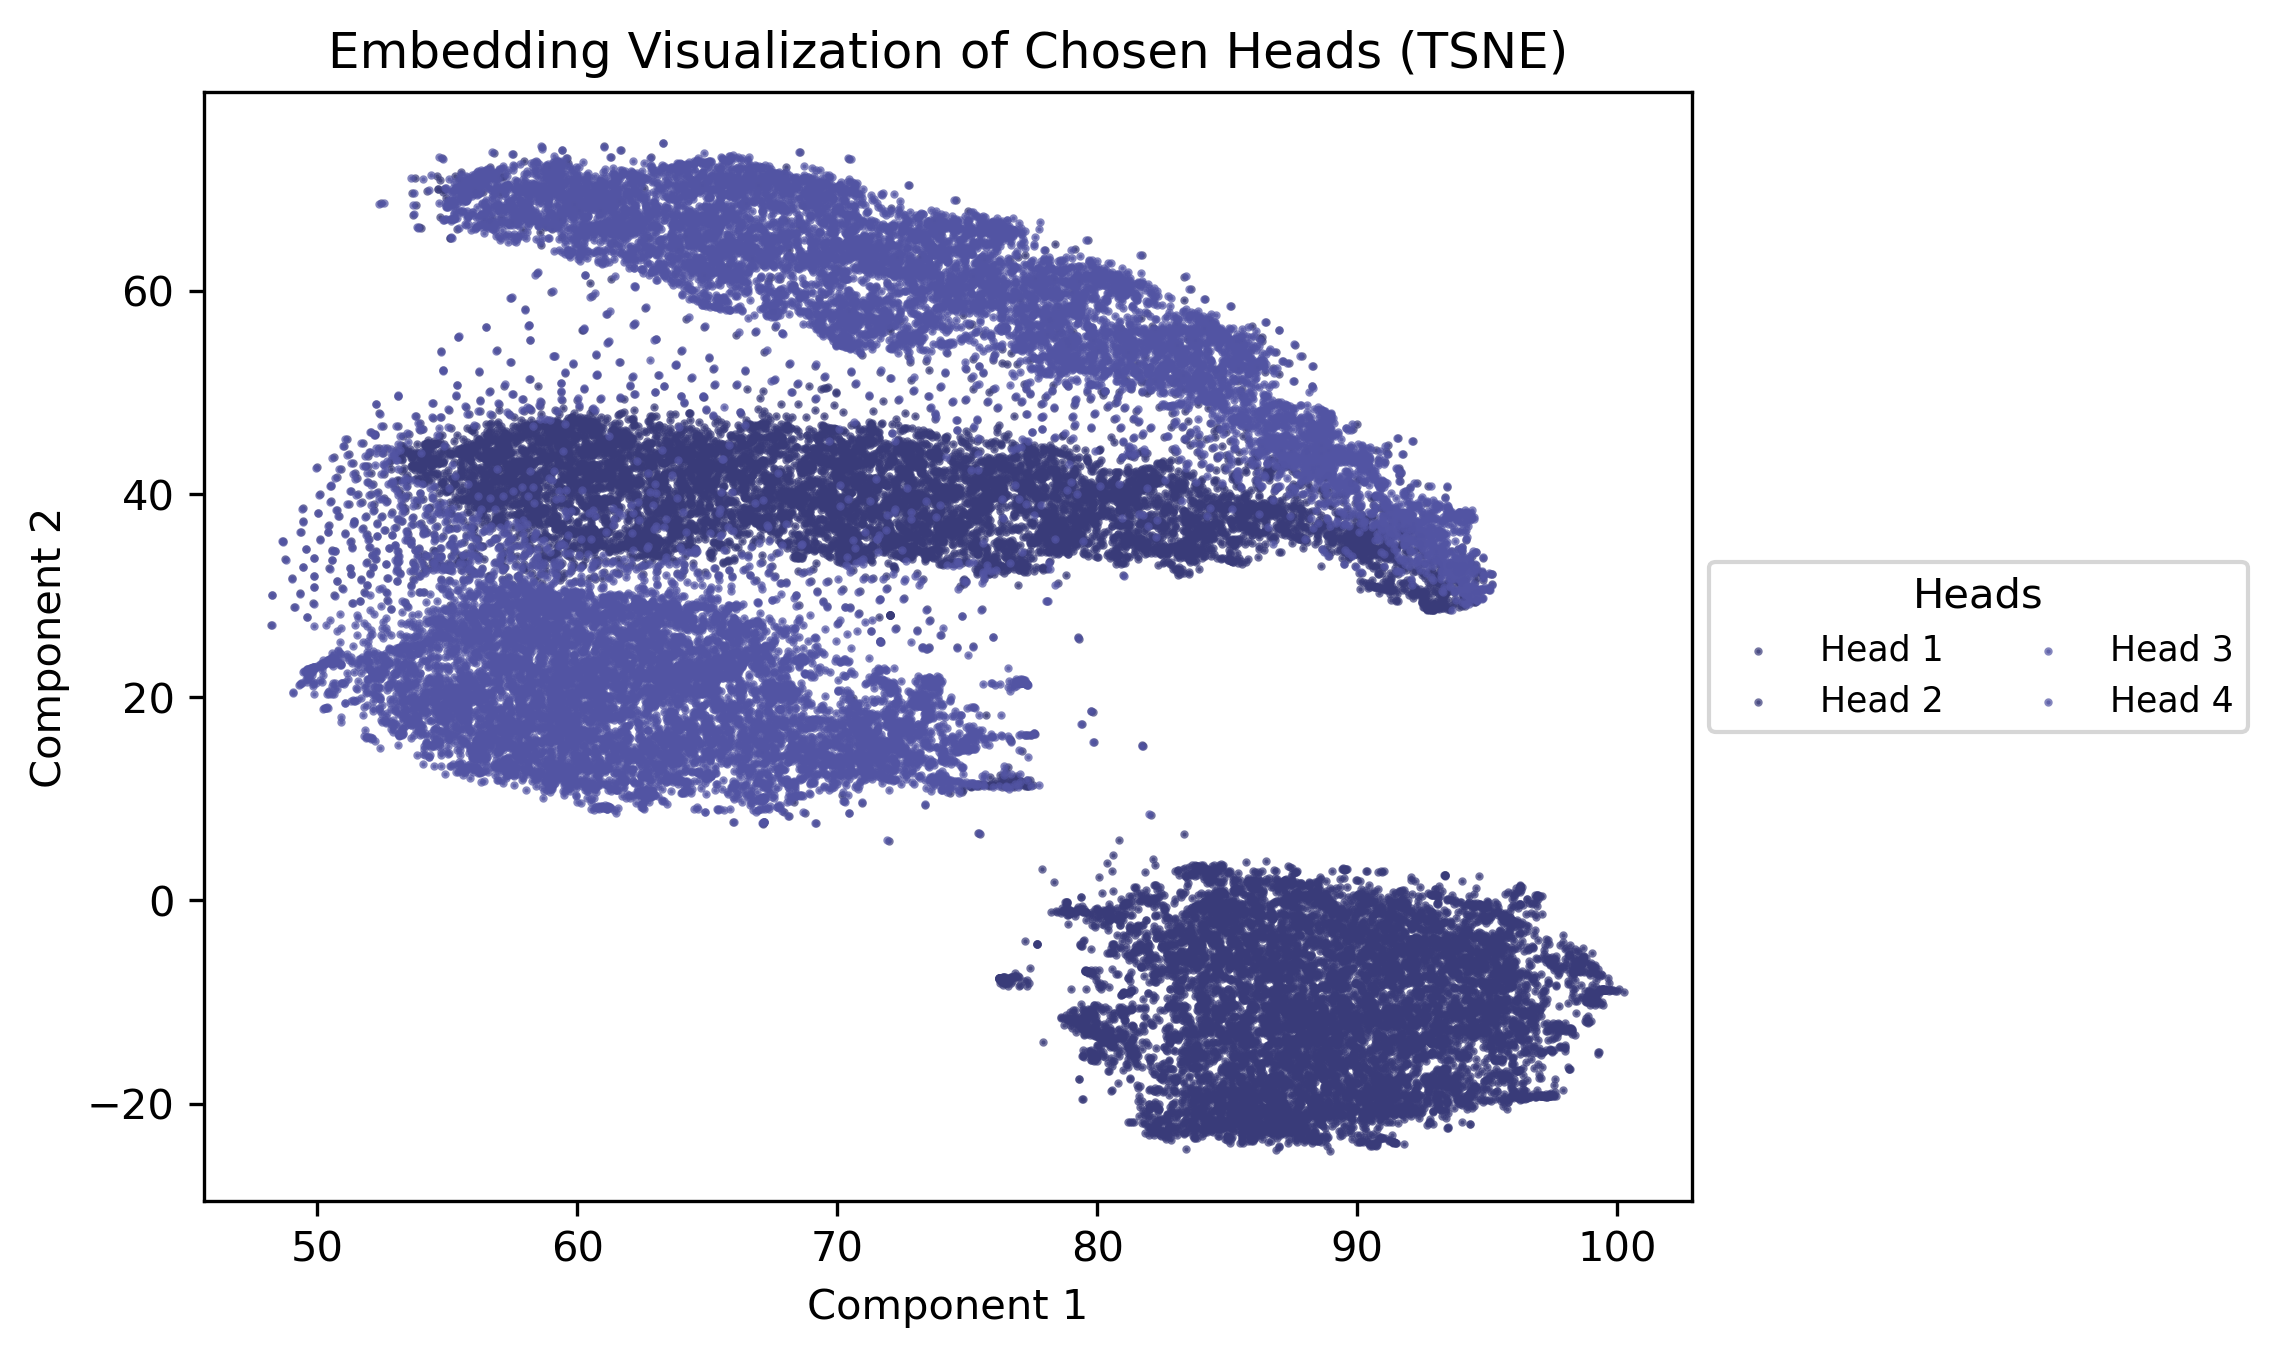 Embedding Visualization of Chosen Heads (TSNE)
Component 2
60
40
20
0
−20
50 60 70 80 90 100
Component 1
Heads
Head 1 Head 3
Head 2 Head 4